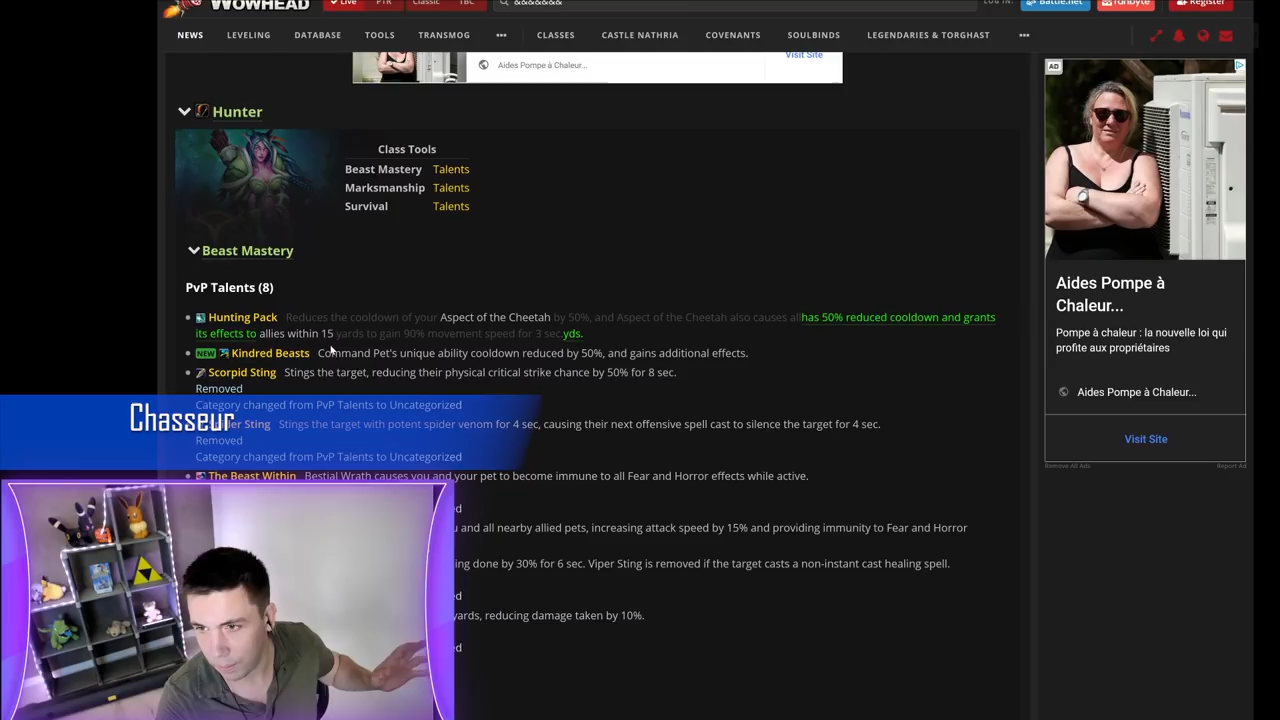 WOWHEAD
Live
PTR
Classic
TBC
&&&&&&&
LOG IN:
Battle.net
Register
NEWS LEVELING DATABASE TOOLS TRANSMOG ••• CLASSES CASTLE NATHRIA COVENANTS SOULBINDS LEGENDARIES & TORGHAST •••
Aides Pompe à Chaleur...
Visit Site
Hunter
Class Tools
Beast Mastery Talents
Marksmanship Talents
Survival Talents
Beast Mastery
PvP Talents (8)
Hunting Pack Reduces the cooldown of your Aspect of the Cheetah by 50%, and Aspect of the Cheetah also causes all has 50% reduced cooldown and grants
its effects to allies within 15 yards to gain 90% movement speed for 3 sec.yds.
NEW Kindred Beasts Command Pet's unique ability cooldown reduced by 50%, and gains additional effects.
Scorpid Sting Stings the target, reducing their physical critical strike chance by 50% for 8 sec.
Removed
Category changed from PvP Talents to Uncategorized
Chasseur
Sting Stings the target with potent spider venom for 4 sec, causing their next offensive spell cast to silence the target for 4 sec.
Removed
Category changed from PvP Talents to Uncategorized
The Beast Within Bestial Wrath causes you and your pet to become immune to all Fear and Horror effects while active.
ed
u and all nearby allied pets, increasing attack speed by 15% and providing immunity to Fear and Horror
ing done by 30% for 6 sec. Viper Sting is removed if the target casts a non-instant cast healing spell.
ed
yards, reducing damage taken by 10%.
ed
AD
Aides Pompe à
Chaleur...
Pompe à chaleur : la nouvelle loi qui
profite aux propriétaires
Aides Pompe à Chaleur...
Visit Site
Remove All Ads
Report Ad